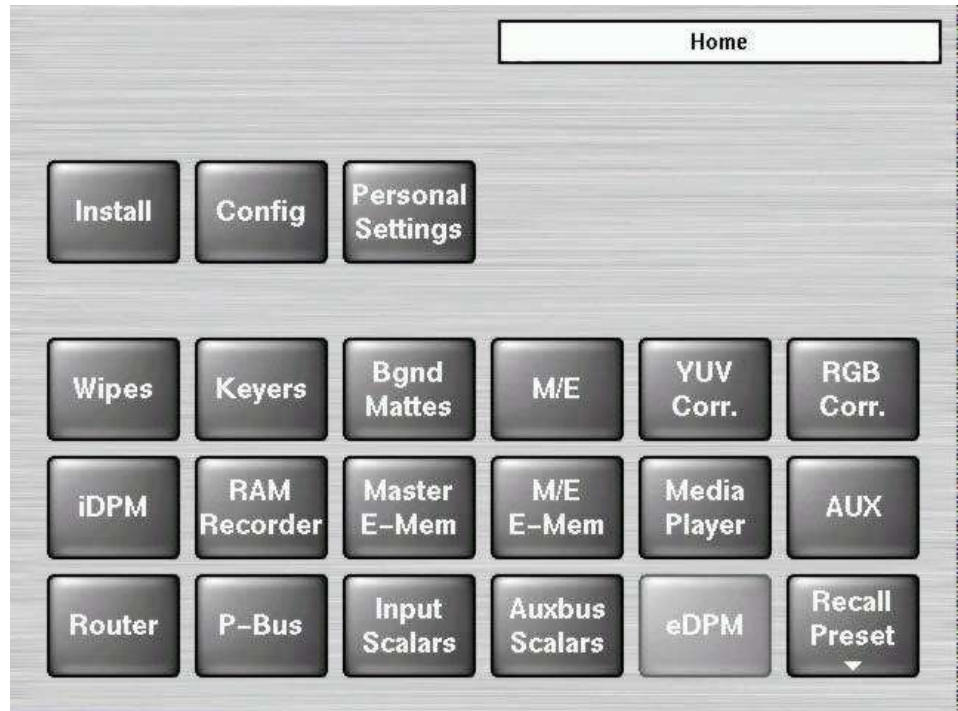 Home
Install
Config
Personal
Settings
Wipes
Keyers
Bgnd
Mattes
M/E
YUV
Corr.
RGB
Corr.
iDPM
RAM
Recorder
Master
E-Mem
M/E
E-Mem
Media
Player
AUX
Router
P-Bus
Input
Scalars
Auxbus
Scalars
eDPM
Recall
Preset